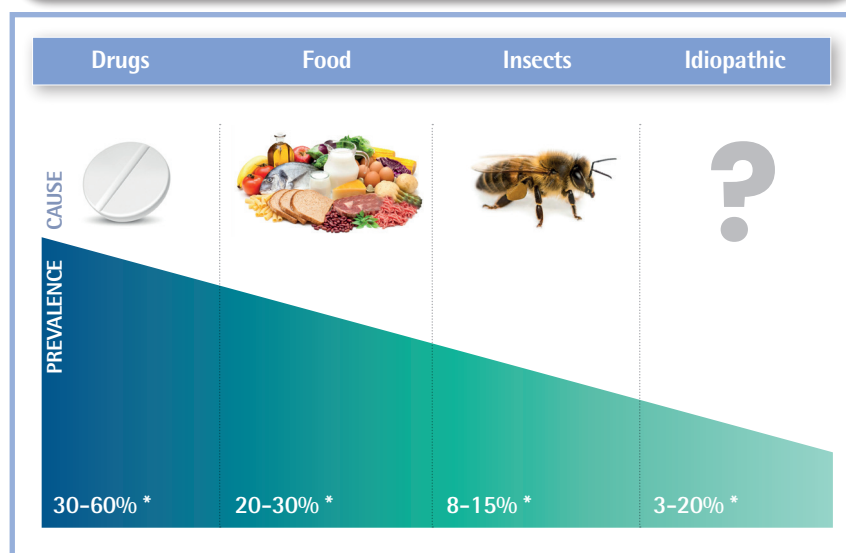 Drugs Food Insects Idiopathic
CAUSE
?
PREVALENCE
30-60% * 20-30% * 8-15% * 3-20% *